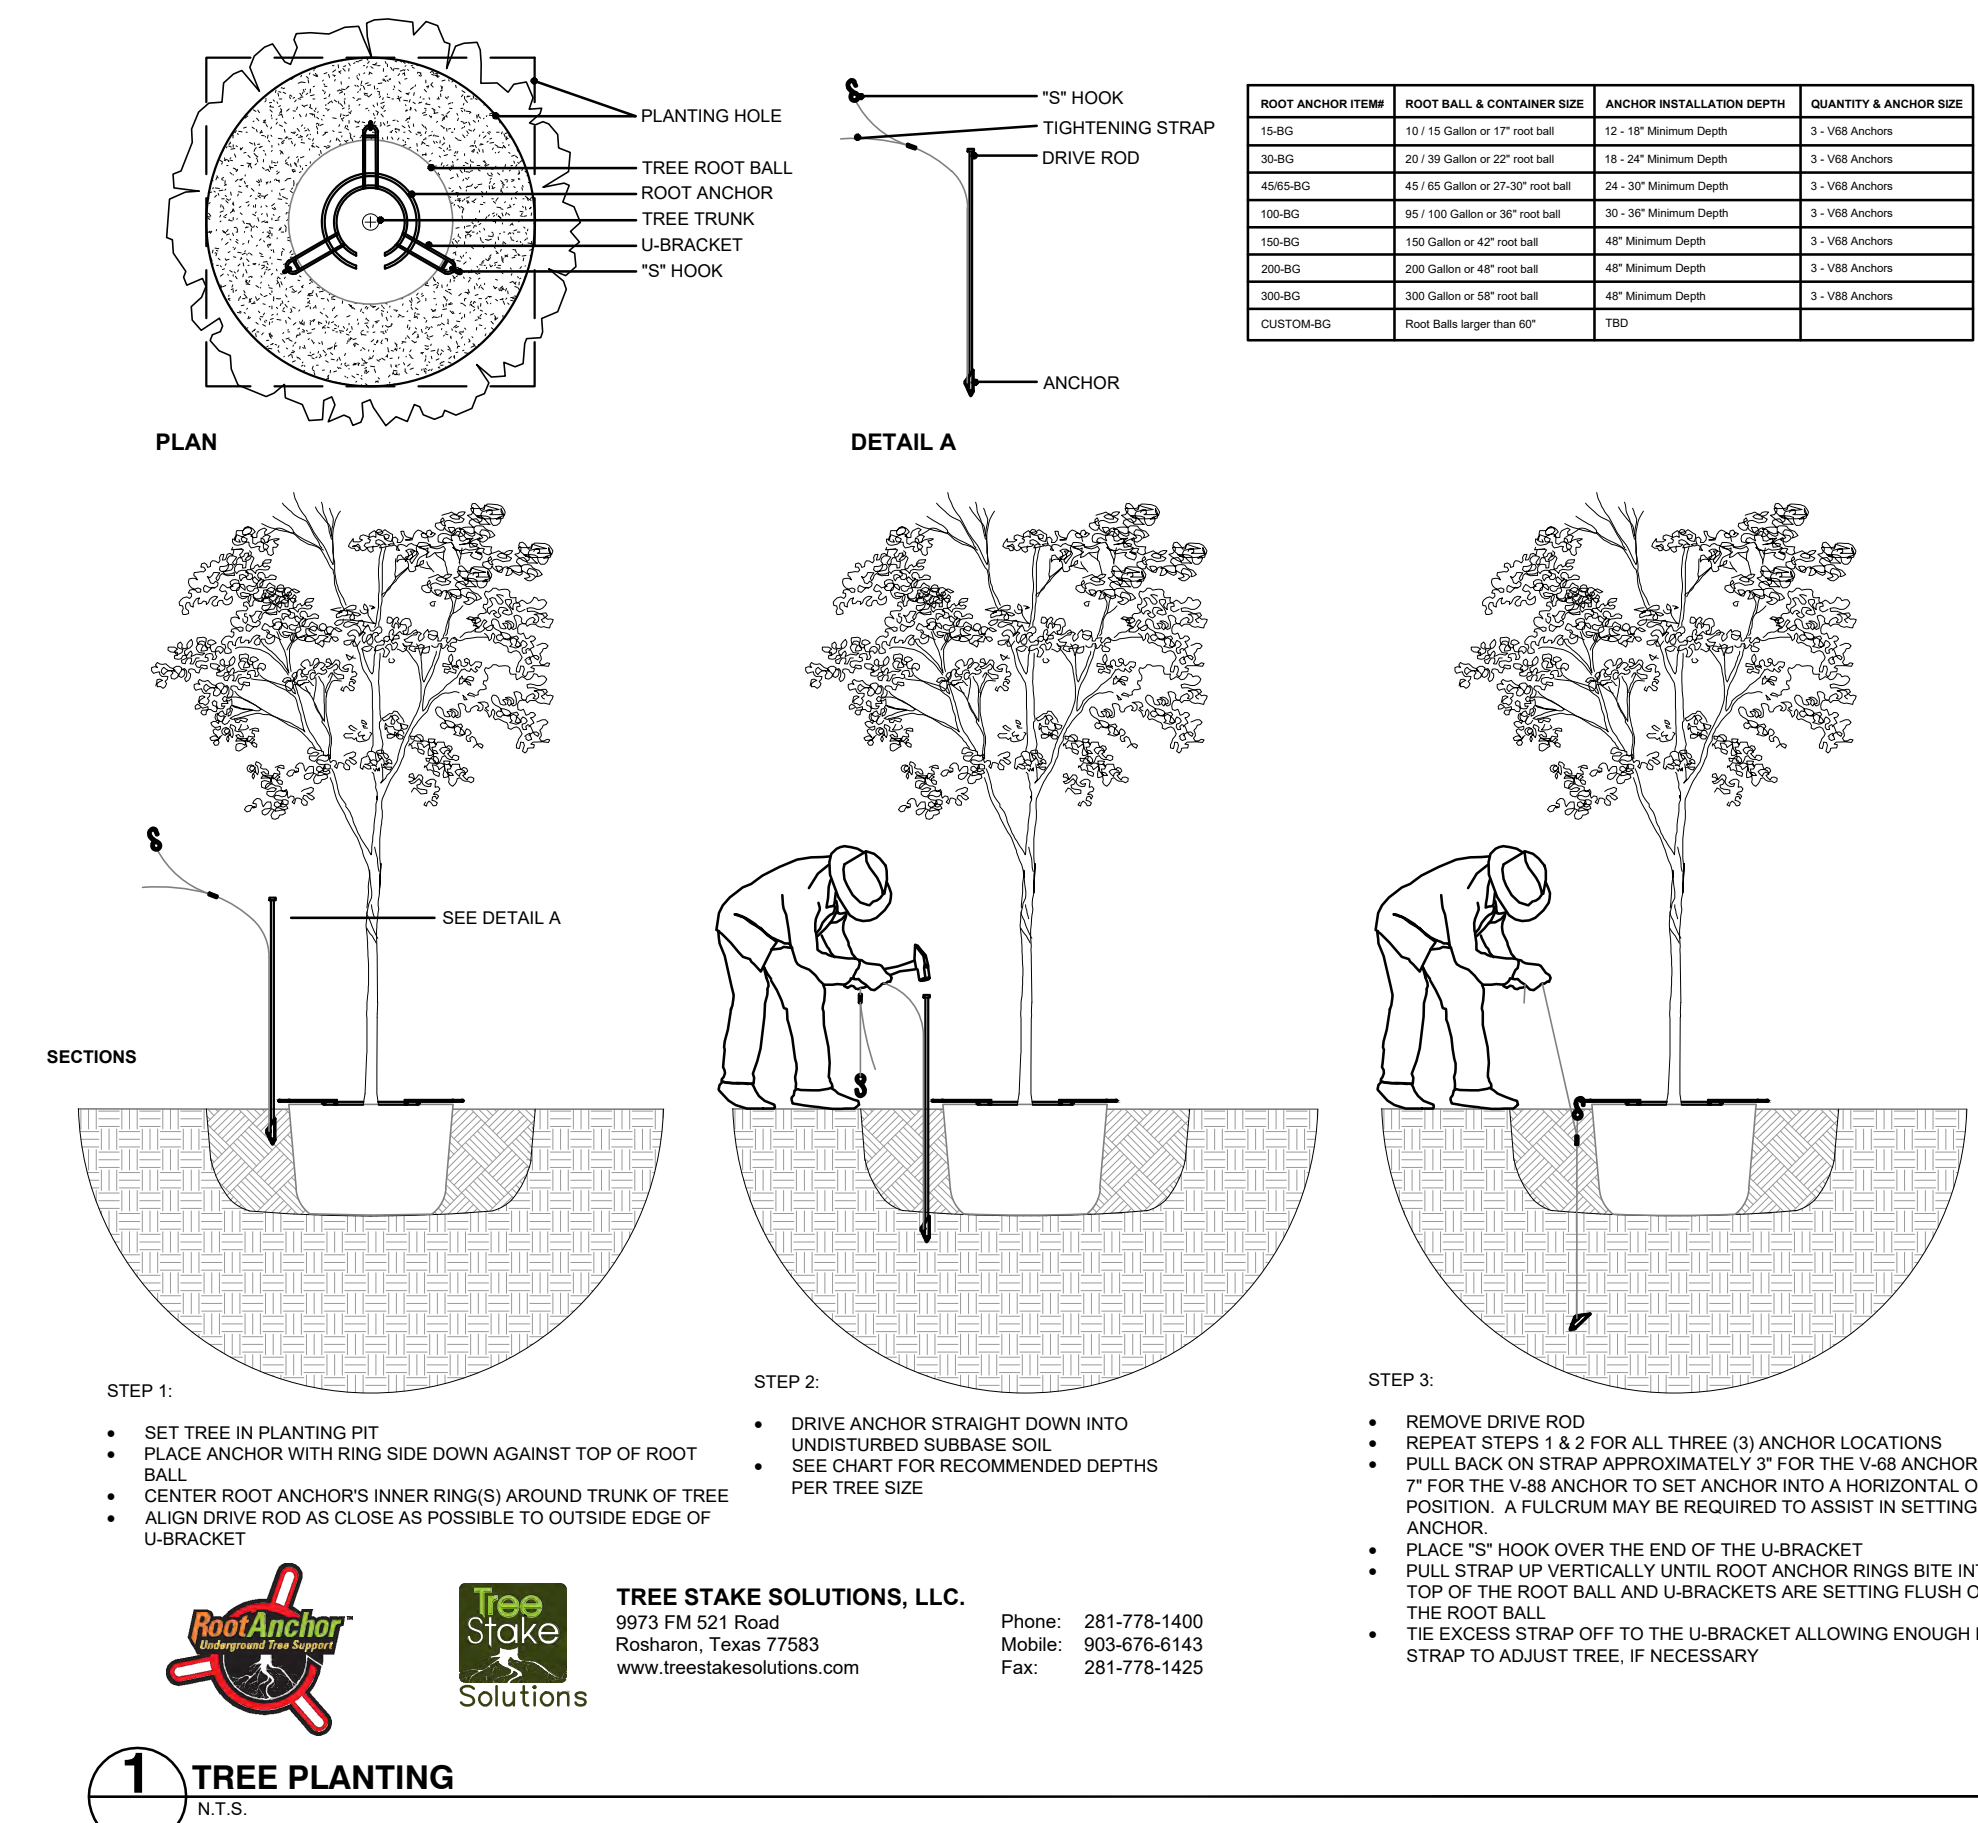 PLANTING HOLE
TREE ROOT BALL
ROOT ANCHOR
TREE TRUNK
U-BRACKET
"S" HOOK
PLAN
"S" HOOK
TIGHTENING STRAP
DRIVE ROD
ANCHOR
DETAIL A
ROOT ANCHOR ITEM# ROOT BALL & CONTAINER SIZE ANCHOR INSTALLATION DEPTH QUANTITY & ANCHOR SIZE
15-BG 10 / 15 Gallon or 17" root ball 12 - 18" Minimum Depth 3 - V68 Anchors
30-BG 20 / 39 Gallon or 22" root ball 18 - 24" Minimum Depth 3 - V68 Anchors
45/65-BG 45 / 65 Gallon or 27-30" root ball 24 - 30" Minimum Depth 3 - V68 Anchors
100-BG 95 / 100 Gallon or 36" root ball 30 - 36" Minimum Depth 3 - V68 Anchors
150-BG 150 Gallon or 42" root ball 48" Minimum Depth 3 - V68 Anchors
200-BG 200 Gallon or 48" root ball 48" Minimum Depth 3 - V88 Anchors
300-BG 300 Gallon or 58" root ball 48" Minimum Depth 3 - V88 Anchors
CUSTOM-BG Root Balls larger than 60" TBD
SEE DETAIL A
SECTIONS
STEP 1:
• SET TREE IN PLANTING PIT
• PLACE ANCHOR WITH RING SIDE DOWN AGAINST TOP OF ROOT
BALL
• CENTER ROOT ANCHOR'S INNER RING(S) AROUND TRUNK OF TREE
• ALIGN DRIVE ROD AS CLOSE AS POSSIBLE TO OUTSIDE EDGE OF
U-BRACKET
STEP 2:
• DRIVE ANCHOR STRAIGHT DOWN INTO
UNDISTURBED SUBBASE SOIL
• SEE CHART FOR RECOMMENDED DEPTHS
PER TREE SIZE
STEP 3:
• REMOVE DRIVE ROD
• REPEAT STEPS 1 & 2 FOR ALL THREE (3) ANCHOR LOCATIONS
• PULL BACK ON STRAP APPROXIMATELY 3" FOR THE V-68 ANCHOR
7" FOR THE V-88 ANCHOR TO SET ANCHOR INTO A HORIZONTAL O
POSITION. A FULCRUM MAY BE REQUIRED TO ASSIST IN SETTING
ANCHOR.
• PLACE "S" HOOK OVER THE END OF THE U-BRACKET
• PULL STRAP UP VERTICALLY UNTIL ROOT ANCHOR RINGS BITE IN
TOP OF THE ROOT BALL AND U-BRACKETS ARE SETTING FLUSH O
THE ROOT BALL
• TIE EXCESS STRAP OFF TO THE U-BRACKET ALLOWING ENOUGH
STRAP TO ADJUST TREE, IF NECESSARY
RootAnchor™
Underground Tree Support
Tree
Stake
Solutions
TREE STAKE SOLUTIONS, LLC.
9973 FM 521 Road
Rosharon, Texas 77583
www.treestakesolutions.com
Phone: 281-778-1400
Mobile: 903-676-6143
Fax: 281-778-1425
1 TREE PLANTING
N.T.S.